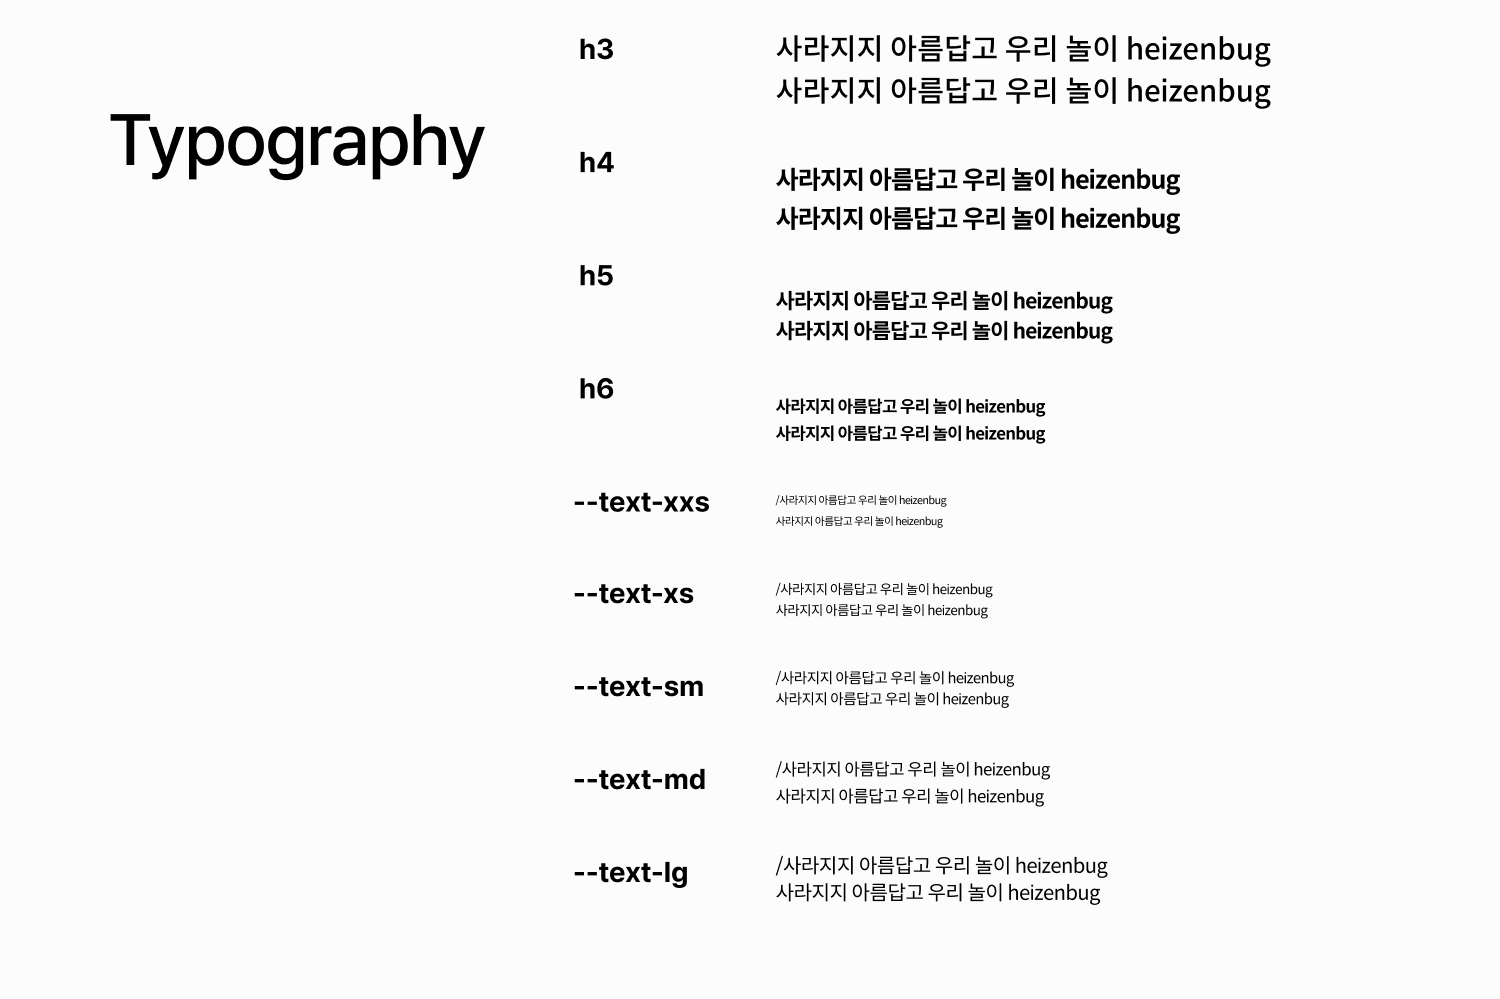 Typography
h3
사라지지 아름답고 우리 놀이 heizenbug
사라지지 아름답고 우리 놀이 heizenbug
h4
사라지지 아름답고 우리 놀이 heizenbug
사라지지 아름답고 우리 놀이 heizenbug
h5
사라지지 아름답고 우리 놀이 heizenbug
사라지지 아름답고 우리 놀이 heizenbug
h6
사라지지 아름답고 우리 놀이 heizenbug
사라지지 아름답고 우리 놀이 heizenbug
--text-xxs
/사라지지 아름답고 우리 놀이 heizenbug
사라지지 아름답고 우리 놀이 heizenbug
--text-xs
/사라지지 아름답고 우리 놀이 heizenbug
사라지지 아름답고 우리 놀이 heizenbug
--text-sm
/사라지지 아름답고 우리 놀이 heizenbug
사라지지 아름답고 우리 놀이 heizenbug
--text-md
/사라지지 아름답고 우리 놀이 heizenbug
사라지지 아름답고 우리 놀이 heizenbug
--text-lg
/사라지지 아름답고 우리 놀이 heizenbug
사라지지 아름답고 우리 놀이 heizenbug